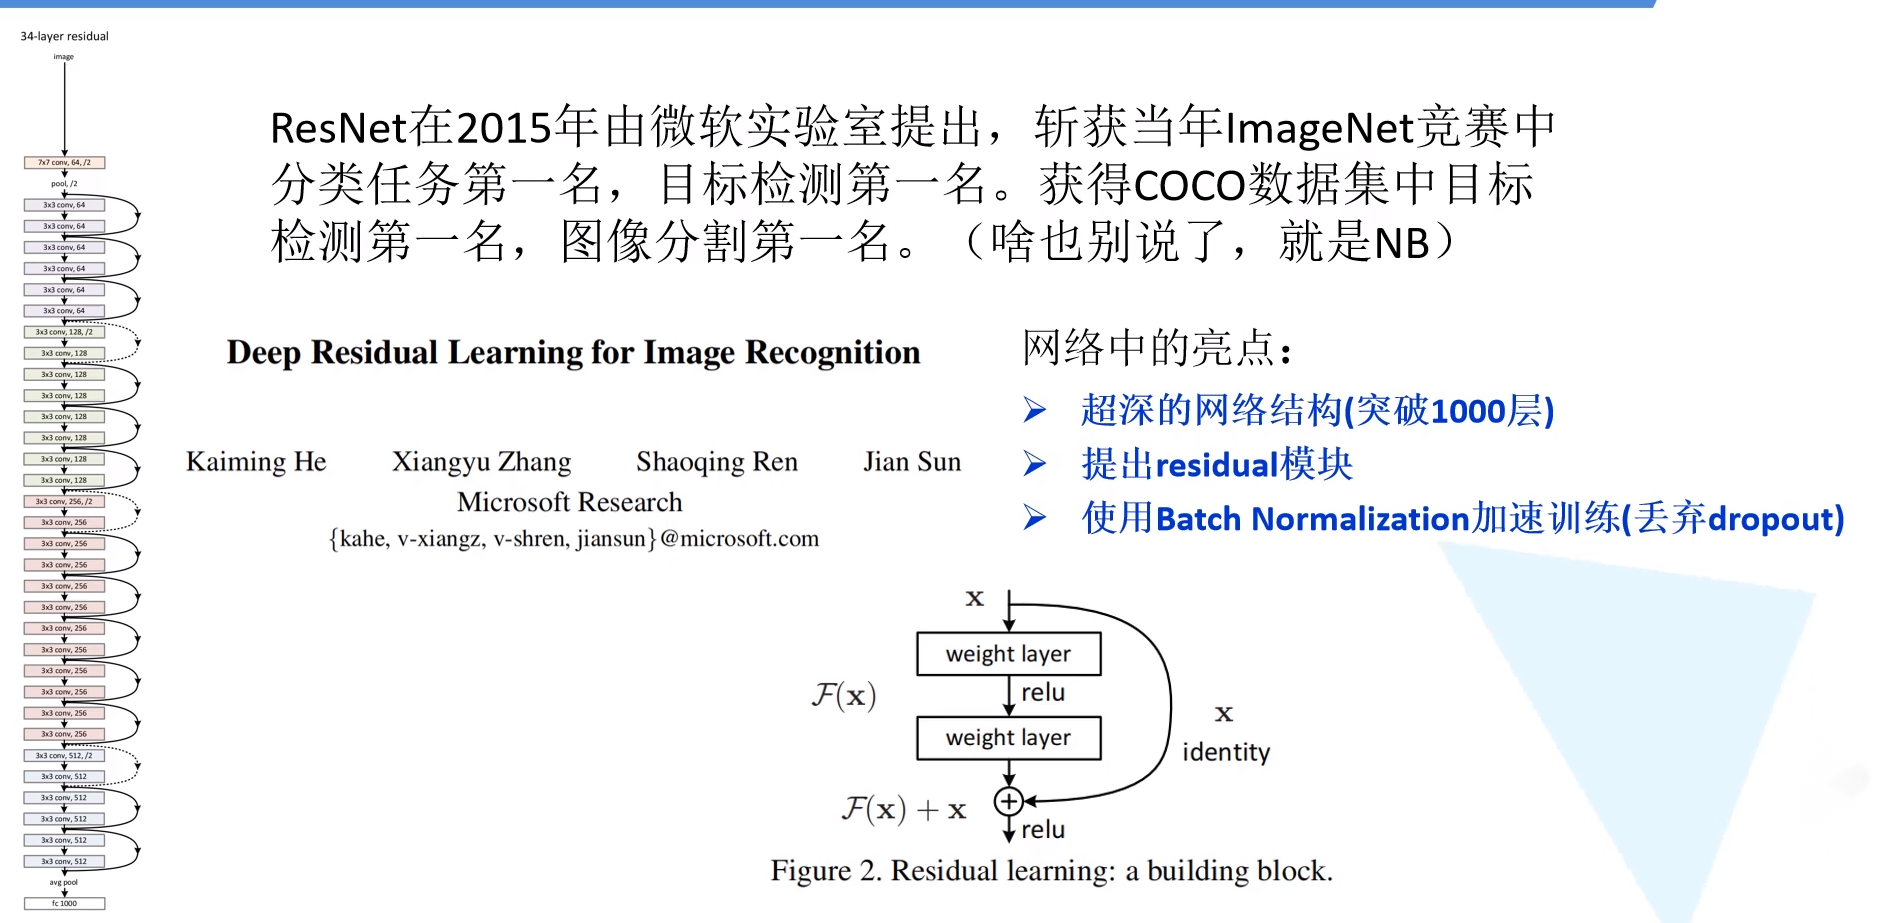 34-layer residual
image
7x7 conv, 64, /2
pool, /2
3x3 conv, 64
3x3 conv, 64
3x3 conv, 64
3x3 conv, 64
3x3 conv, 64
3x3 conv, 64
3x3 conv, 128, /2
3x3 conv, 128
3x3 conv, 128
3x3 conv, 128
3x3 conv, 128
3x3 conv, 128
3x3 conv, 128
3x3 conv, 128
3x3 conv, 256, /2
3x3 conv, 256
3x3 conv, 256
3x3 conv, 256
3x3 conv, 256
3x3 conv, 256
3x3 conv, 256
3x3 conv, 256
3x3 conv, 256
3x3 conv, 256
3x3 conv, 256
3x3 conv, 256
3x3 conv, 512, /2
3x3 conv, 512
3x3 conv, 512
3x3 conv, 512
3x3 conv, 512
3x3 conv, 512
avg pool
fc 1000
ResNet在2015年由微软实验室提出，斩获当年ImageNet竞赛中
分类任务第一名，目标检测第一名。获得COCO数据集中目标
检测第一名，图像分割第一名。（啥也别说了，就是NB）
Deep Residual Learning for Image Recognition
Kaiming He Xiangyu Zhang Shaoqing Ren Jian Sun
Microsoft Research
{kahe, v-xiangz, v-shren, jiansun}@microsoft.com
网络中的亮点：
➢ 超深的网络结构(突破1000层)
➢ 提出residual模块
➢ 使用Batch Normalization加速训练(丢弃dropout)
x
weight layer
F(x)
relu
weight layer
x
identity
F(x) + x
+
relu
Figure 2. Residual learning: a building block.